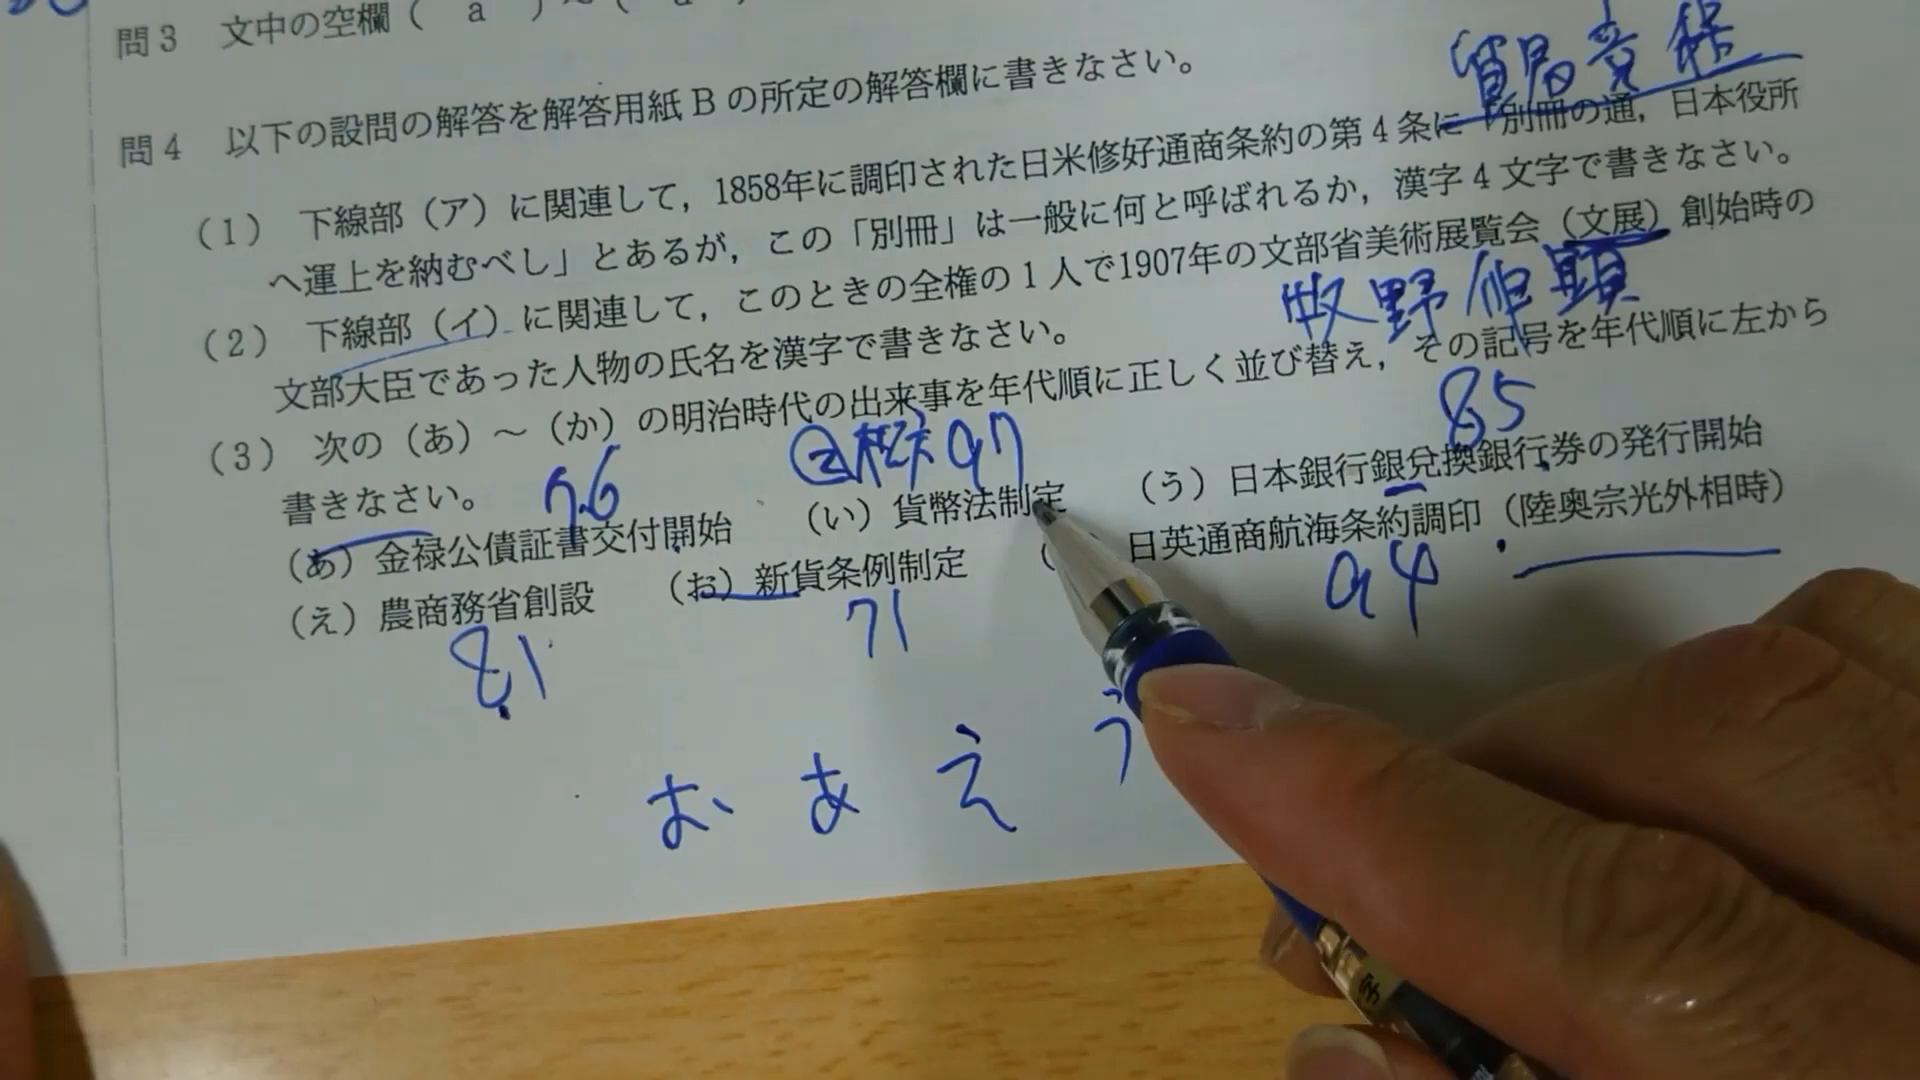 問3 文中の空欄( a )~(
問4 以下の設問の解答を解答用紙Bの所定の解答欄に書きなさい。
貿易章程
(1) 下線部(ア)に関連して，1858年に調印された日米修好通商条約の第4条に「別冊の通，日本役所
へ運上を納むべし」とあるが，この「別冊」は一般に何と呼ばれるか，漢字4文字で書きなさい。
(2) 下線部(イ)に関連して，このときの全権の1人で1907年の文部省美術展覧会(文展)創始時の
文部大臣であった人物の氏名を漢字で書きなさい。
牧野伸顕
(3) 次の(あ)~(か)の明治時代の出来事を年代順に正しく並び替え，その記号を年代順に左から
書きなさい。
76
97
85
(あ) 金禄公債証書交付開始 (い) 貨幣法制定 (う) 日本銀行銀兌換銀行券の発行開始
(え) 農商務省創設 (お) 新貨条例制定 日英通商航海条約調印(陸奥宗光外相時)
81
71
94
お あ え う